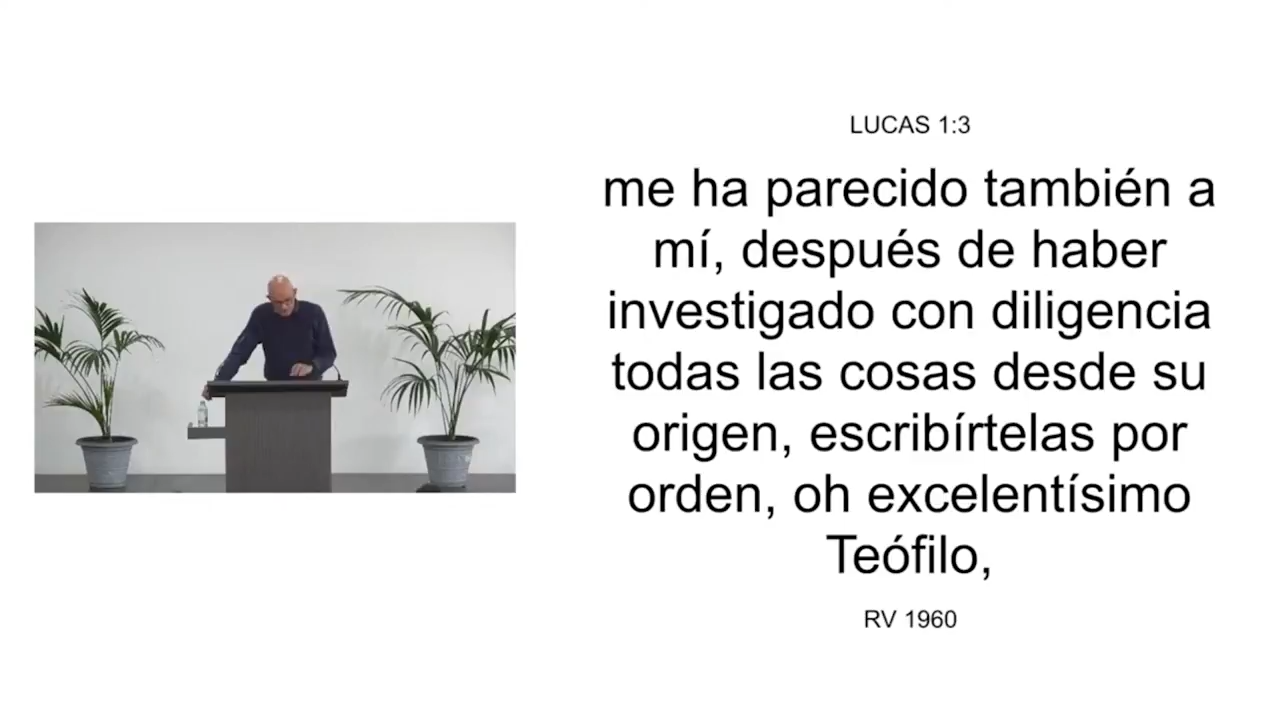 LUCAS 1:3
me ha parecido también a
mí, después de haber
investigado con diligencia
todas las cosas desde su
origen, escribírtelas por
orden, oh excelentísimo
Teófilo,
RV 1960